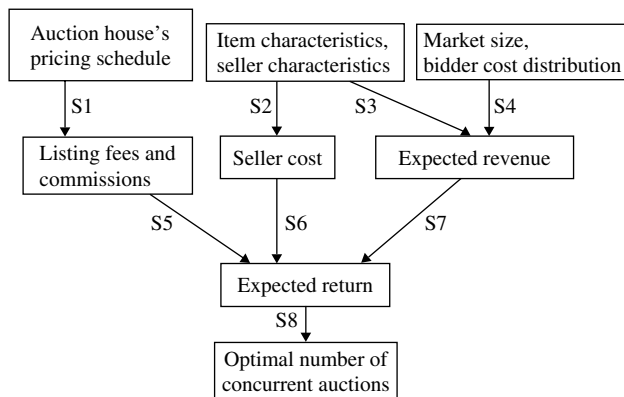 Auction house's
pricing schedule
Item characteristics,
seller characteristics
Market size,
bidder cost distribution
S1
S2
S3
S4
Listing fees and
commissions
Seller cost
Expected revenue
S5
S6
S7
Expected return
S8
Optimal number of
concurrent auctions